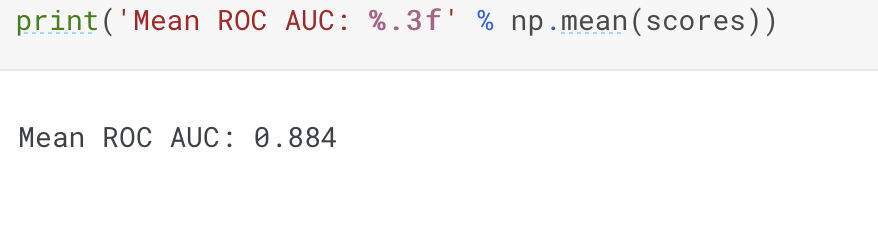 print('Mean ROC AUC: %.3f' % np.mean(scores))
Mean ROC AUC: 0.884